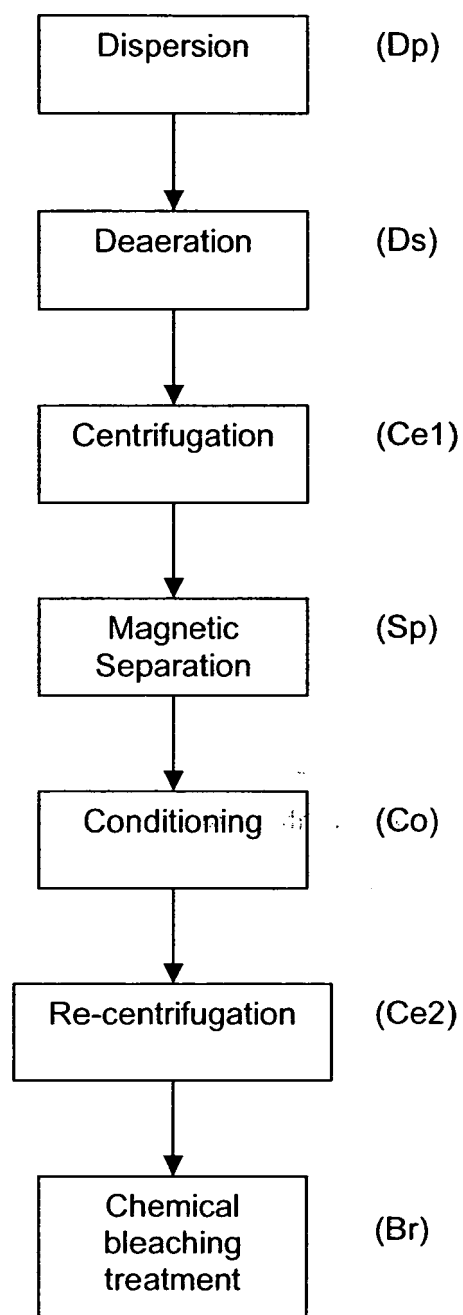 Dispersion (Dp)
Deaeration (Ds)
Centrifugation (Ce1)
Magnetic (Sp)
Separation
Conditioning (Co)
Re-centrifugation (Ce2)
Chemical
bleaching (Br)
treatment